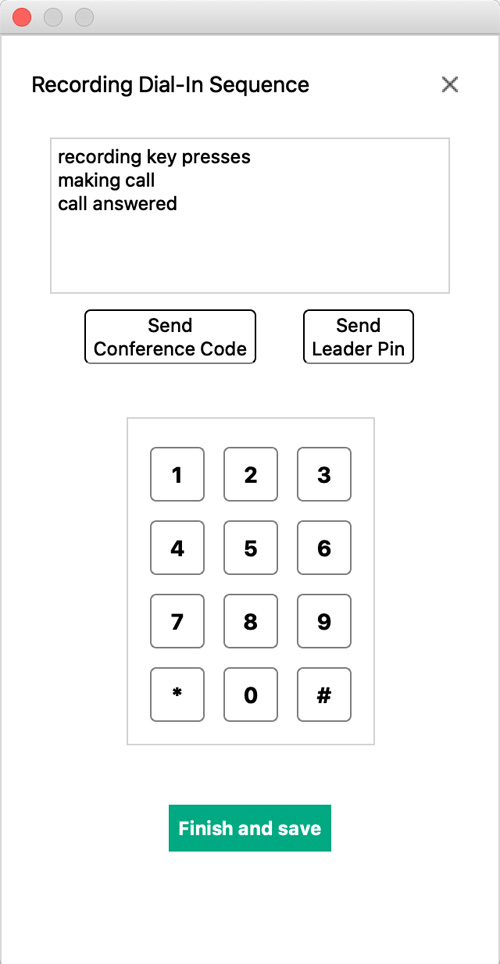 Recording Dial-In Sequence
recording key presses
making call
call answered
Send
Conference Code
Send
Leader Pin
1 2 3
4 5 6
7 8 9
* 0 #
Finish and save